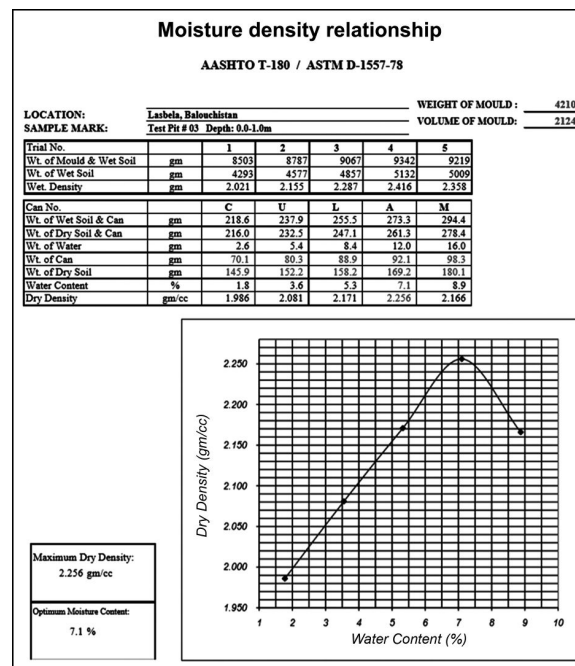 Moisture density relationship
AASHTO T-180 / ASTM D-1557-78
WEIGHT OF MOULD : 4210
LOCATION: Lasbela, Balouchistan
VOLUME OF MOULD: 2124
SAMPLE MARK: Test Pit # 03 Depth: 0.0-1.0m
Trial No. 1 2 3 4 5
Wt. of Mould & Wet Soil gm 8503 8787 9067 9342 9219
Wt. of Wet Soil gm 4293 4577 4857 5132 5009
Wet. Density gm 2.021 2.155 2.287 2.416 2.358
Can No. C U L A M
Wt. of Wet Soil & Can gm 218.6 237.9 255.5 273.3 294.4
Wt. of Dry Soil & Can gm 216.0 232.5 247.1 261.3 278.4
Wt. of Water gm 2.6 5.4 8.4 12.0 16.0
Wt. of Can gm 70.1 80.3 88.9 92.1 98.3
Wt. of Dry Soil gm 145.9 152.2 158.2 169.2 180.1
Water Content % 1.8 3.6 5.3 7.1 8.9
Dry Density gm/cc 1.986 2.081 2.171 2.256 2.166
Dry Density (gm/cc)
2.250
2.200
2.150
2.100
2.050
2.000
1.950
1 2 3 4 5 6 7 8 9 10
Water Content (%)
Maximum Dry Density:
2.256 gm/cc
Optimum Moisture Content:
7.1 %